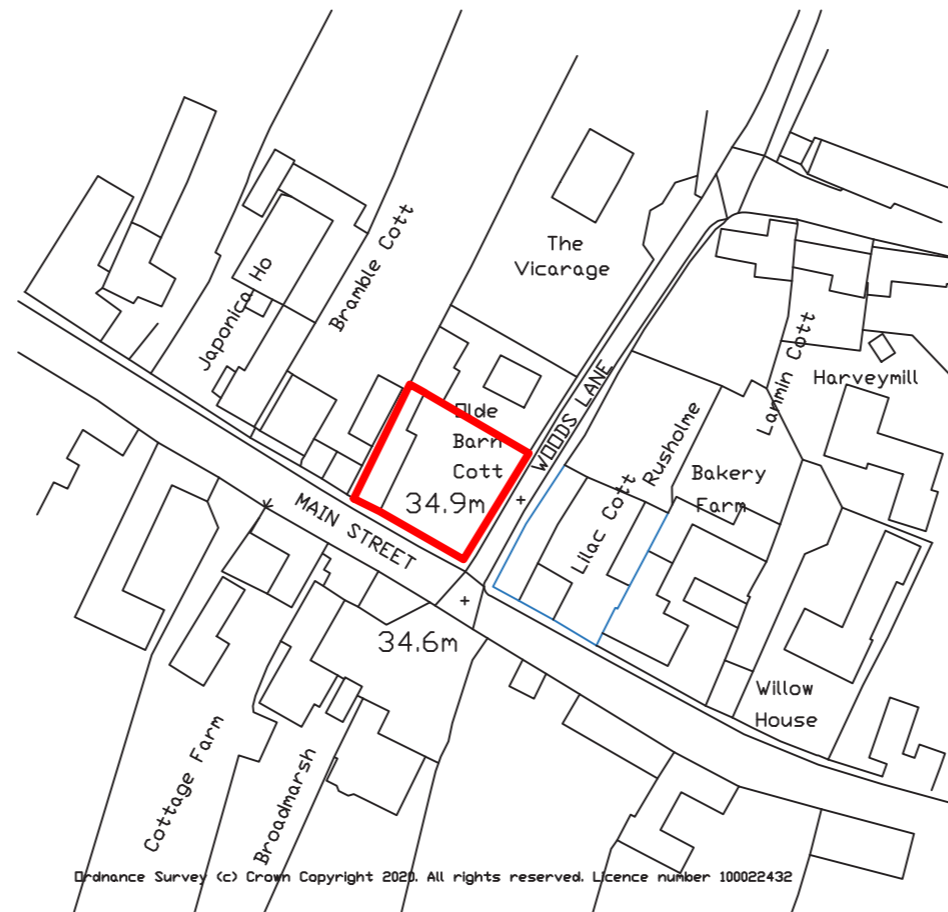 The
Vicarage
Bramble Cott
Japonica Ho
WOODS LANE
Lanmin Cott
Harveymill
Olde
Barn
Cott
34.9m
Rusholme
Lilac Cott
Bakery
Farm
MAIN STREET
34.6m
Willow
House
Cottage Farm
Broadmarsh
Ordnance Survey (c) Crown Copyright 2020. All rights reserved. Licence number 100022432